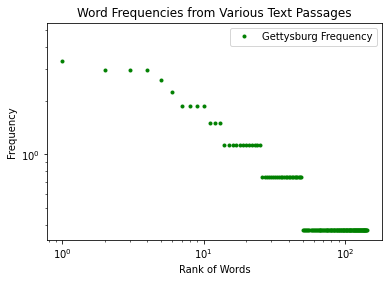 Word Frequencies from Various Text Passages
Gettysburg Frequency
Frequency
10⁰
10⁰
10¹
10²
Rank of Words